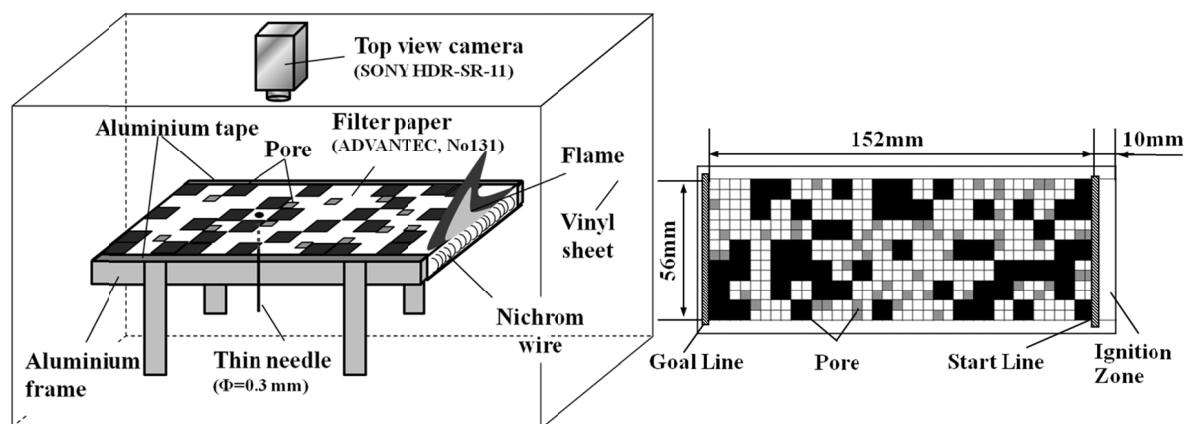 Top view camera
(SONY HDR-SR-11)
Aluminium tape
Pore
Filter paper
(ADVANTEC, No131)
Flame
Vinyl
sheet
Nichrom
wire
Thin needle
(Φ=0.3 mm)
Aluminium
frame
152mm
10mm
56mm
Goal Line
Pore
Start Line
Ignition
Zone